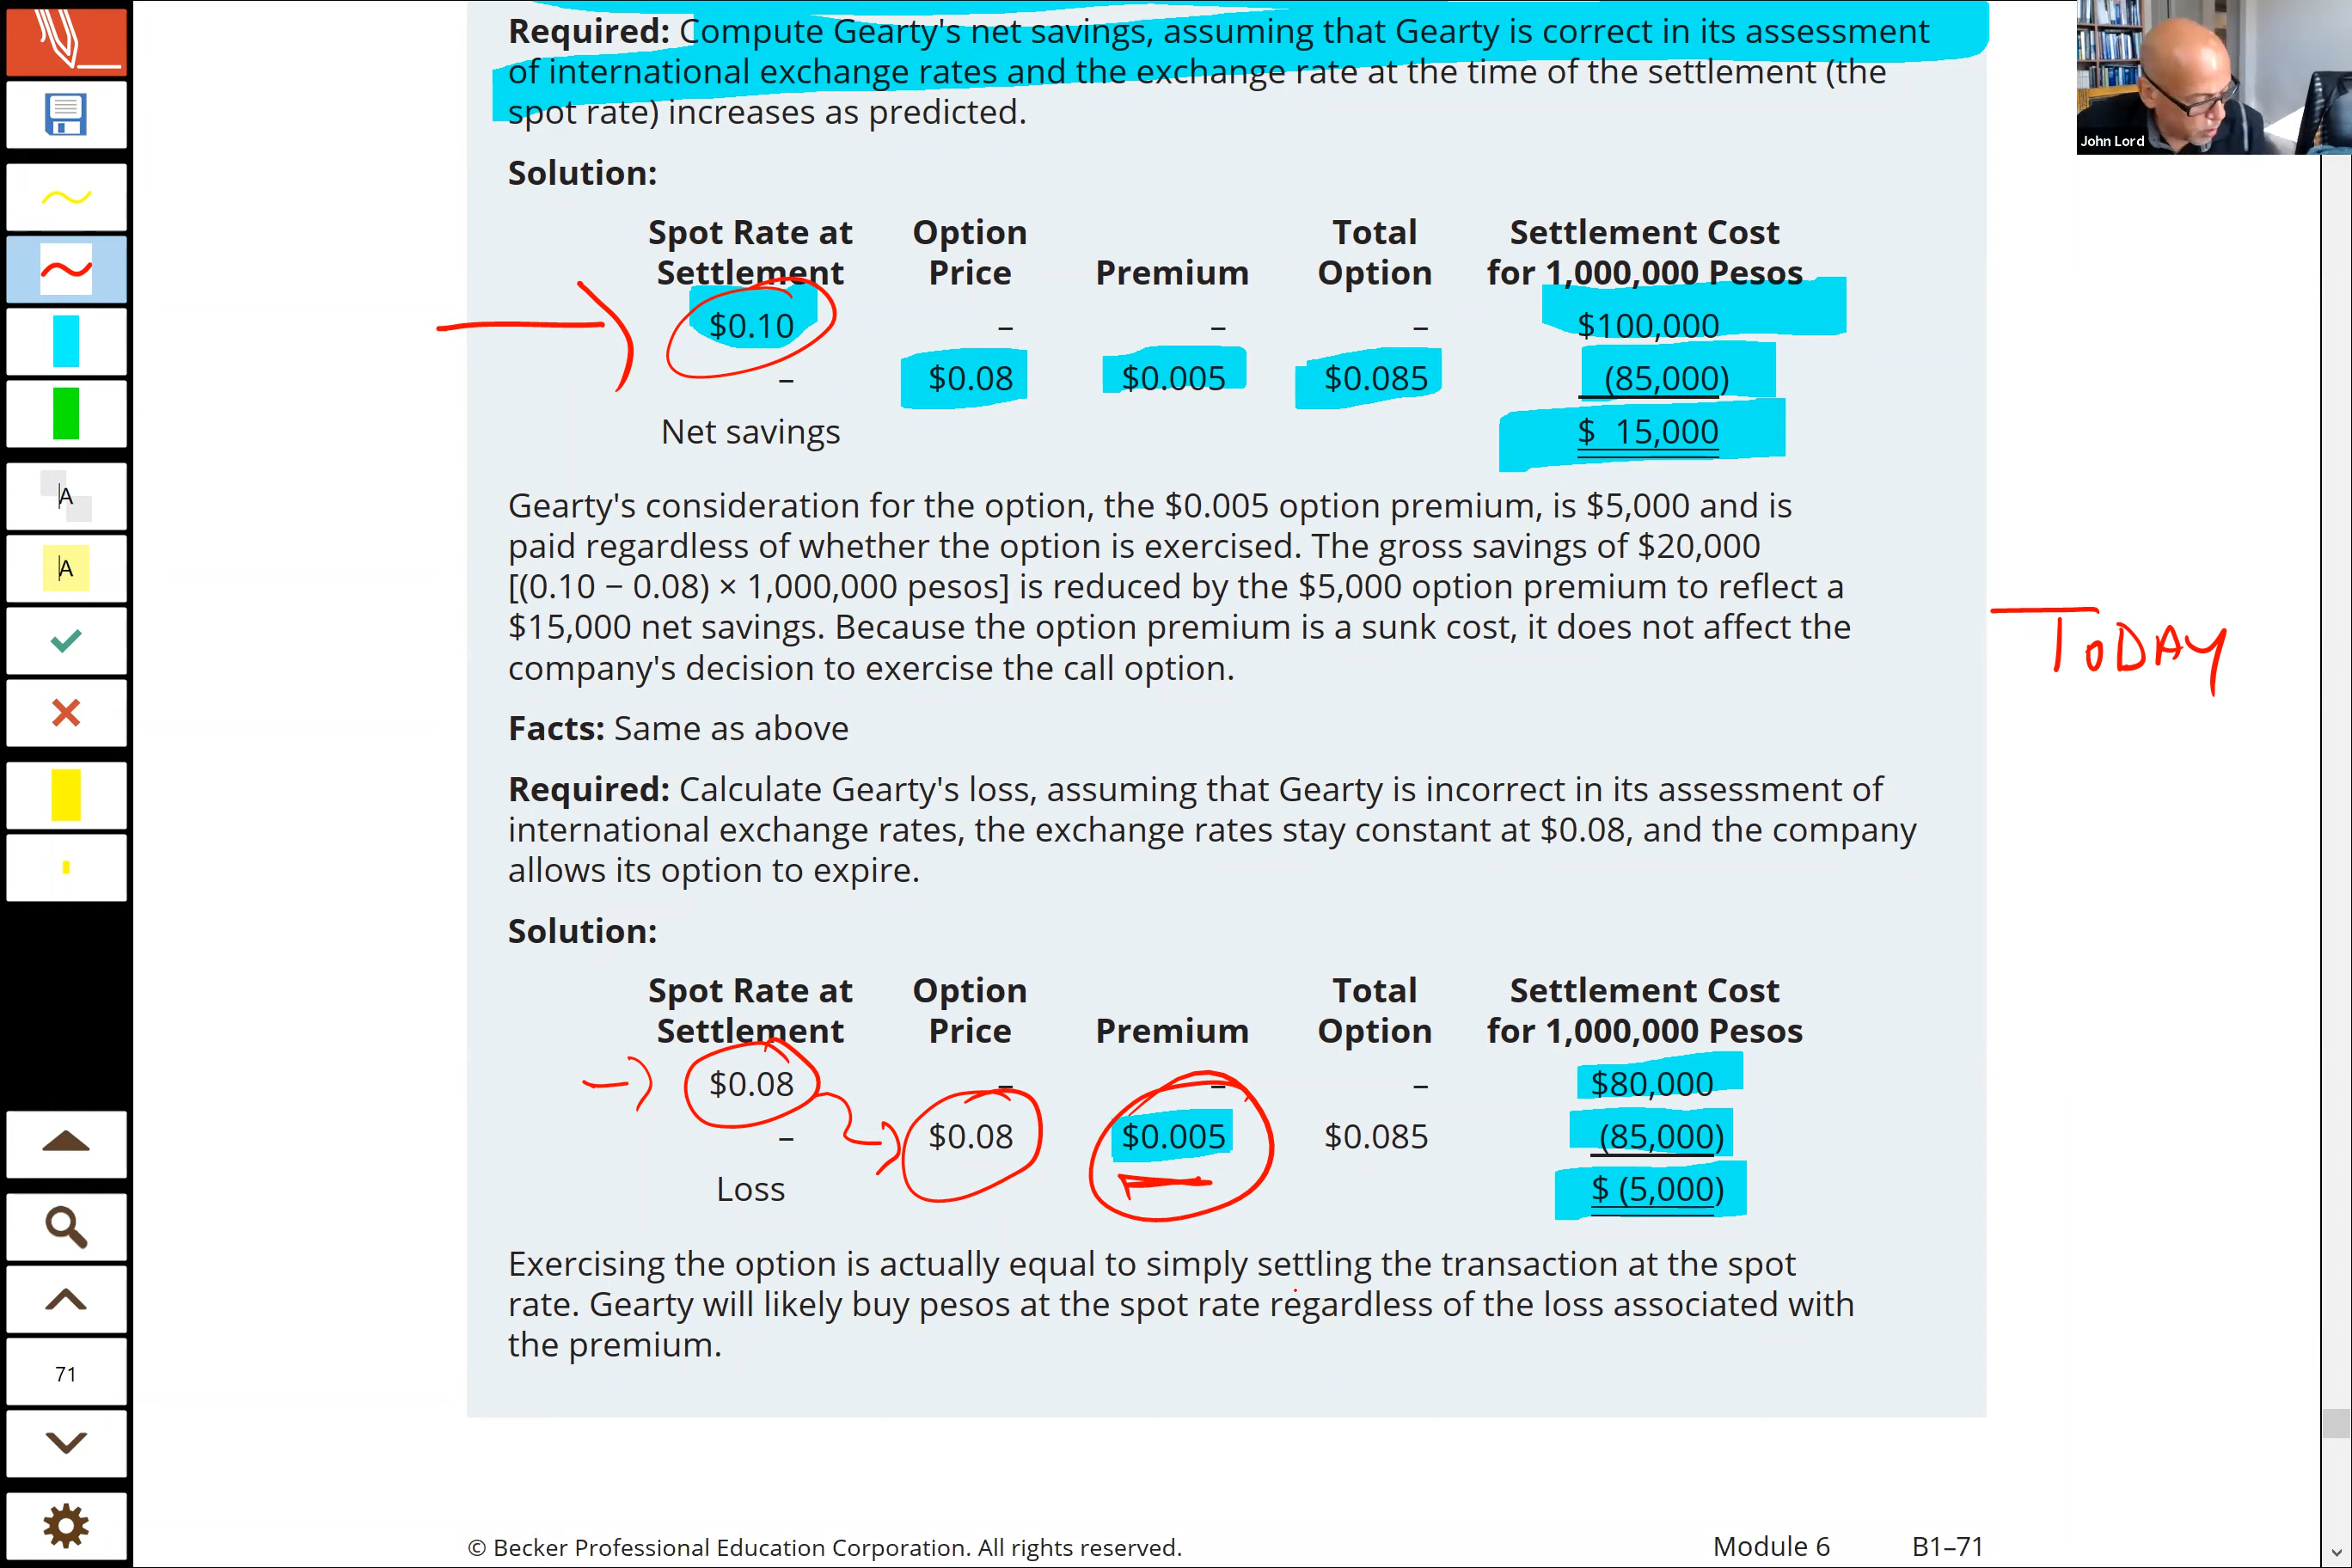 Required: Compute Gearty's net savings, assuming that Gearty is correct in its assessment
of international exchange rates and the exchange rate at the time of the settlement (the
spot rate) increases as predicted.
John Lord
Solution:
Spot Rate at Option Total Settlement Cost
Settlement Price Premium Option for 1,000,000 Pesos
$0.10 – – – $100,000
– $0.08 $0.005 $0.085 (85,000)
Net savings $ 15,000
Gearty's consideration for the option, the $0.005 option premium, is $5,000 and is
paid regardless of whether the option is exercised. The gross savings of $20,000
[(0.10 − 0.08) × 1,000,000 pesos] is reduced by the $5,000 option premium to reflect a
$15,000 net savings. Because the option premium is a sunk cost, it does not affect the
company's decision to exercise the call option.
TODAY
Facts: Same as above
Required: Calculate Gearty's loss, assuming that Gearty is incorrect in its assessment of
international exchange rates, the exchange rates stay constant at $0.08, and the company
allows its option to expire.
Solution:
Spot Rate at Option Total Settlement Cost
Settlement Price Premium Option for 1,000,000 Pesos
$0.08 – – – $80,000
– $0.08 $0.005 $0.085 (85,000)
Loss $ (5,000)
Exercising the option is actually equal to simply settling the transaction at the spot
rate. Gearty will likely buy pesos at the spot rate regardless of the loss associated with
the premium.
© Becker Professional Education Corporation. All rights reserved. Module 6 B1–71
A
A
71